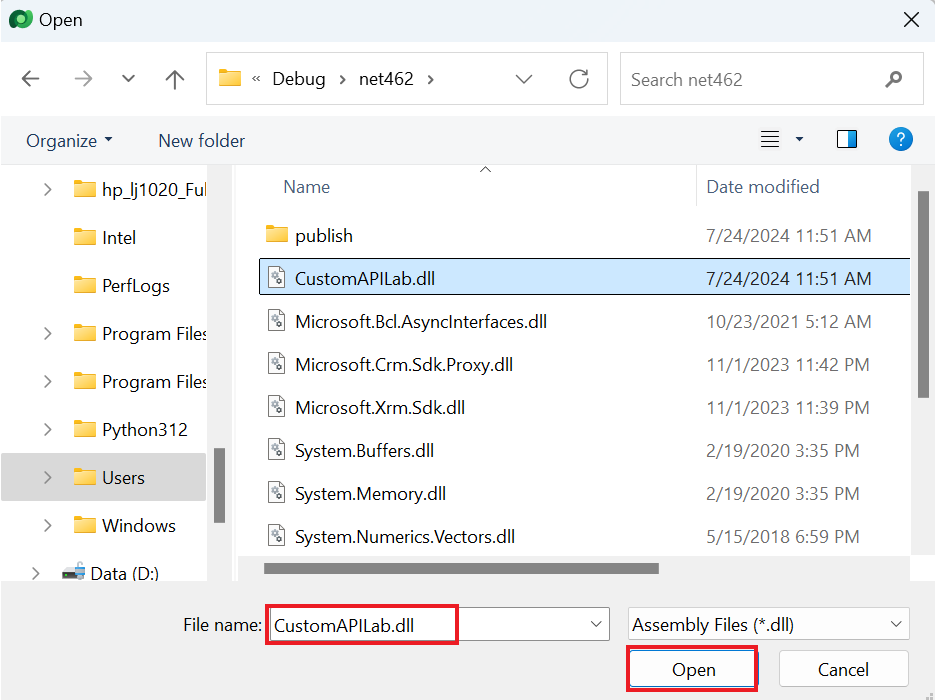 Open
« Debug > net462 >
Search net462
Organize
New folder
?
Name
Date modified
hp_lj1020_Ful
Intel
PerfLogs
Program Files
Program Files
Python312
Users
Windows
Data (D:)
publish 7/24/2024 11:51 AM
CustomAPILab.dll 7/24/2024 11:51 AM
Microsoft.Bcl.AsyncInterfaces.dll 10/23/2021 5:12 AM
Microsoft.Crm.Sdk.Proxy.dll 11/1/2023 11:42 PM
Microsoft.Xrm.Sdk.dll 11/1/2023 11:39 PM
System.Buffers.dll 2/19/2020 3:35 PM
System.Memory.dll 2/19/2020 3:35 PM
System.Numerics.Vectors.dll 5/15/2018 6:59 PM
File name: CustomAPILab.dll
Assembly Files (*.dll)
Open
Cancel